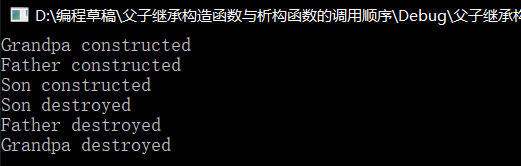 D:\编程草稿\父子继承构造函数与析构函数的调用顺序\Debug\父子继承构
Grandpa constructed
Father constructed
Son constructed
Son destroyed
Father destroyed
Grandpa destroyed